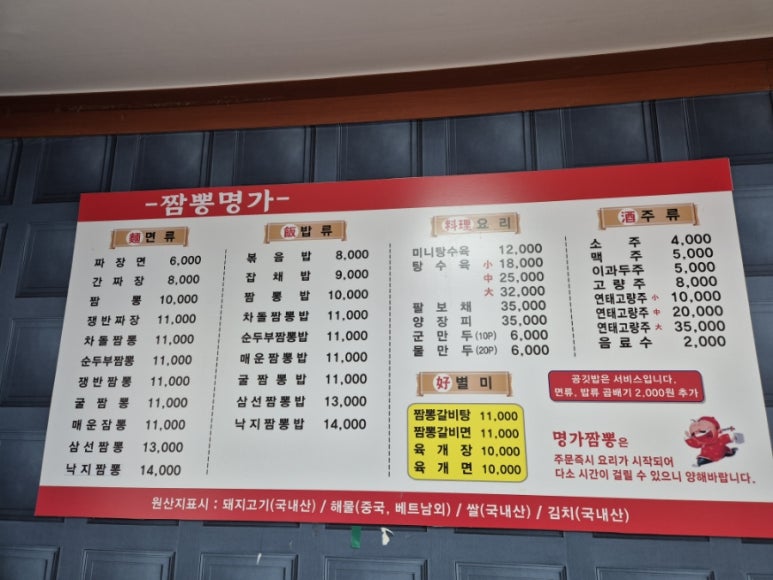 -짬뽕명가-
麵 면류
짜장면 6,000
간짜장 8,000
짬뽕 10,000
쟁반짜장 11,000
차돌짬뽕 11,000
순두부짬뽕 11,000
쟁반짬뽕 11,000
굴짬뽕 11,000
매운잠뽕 11,000
삼선짬뽕 13,000
낙지짬뽕 14,000
飯 밥류
볶음밥 8,000
잡채밥 9,000
짬뽕밥 10,000
차돌짬뽕밥 11,000
순두부짬뽕밥 11,000
매운짬뽕밥 11,000
굴짬뽕밥 11,000
삼선짬뽕밥 13,000
낙지짬뽕밥 14,000
料理 요리
미니탕수육 12,000
탕수육 小 18,000
中 25,000
大 32,000
팔보채 35,000
양장피 35,000
군만두(10P) 6,000
물만두(20P) 6,000
好 별미
짬뽕갈비탕 11,000
짬뽕갈비면 11,000
육개장 10,000
육개면 10,000
酒 주류
소주 4,000
맥주 5,000
이과두주 5,000
고량주 8,000
연태고량주 小 10,000
연태고량주 中 20,000
연태고량주 大 35,000
음료수 2,000
공깃밥은 서비스입니다.
면류, 밥류 곱배기 2,000원 추가
명가짬뽕은
주문즉시 요리가 시작되어
다소 시간이 걸릴 수 있으니 양해바랍니다.
원산지표시 : 돼지고기(국내산) / 해물(중국, 베트남외) / 쌀(국내산) / 김치(국내산)